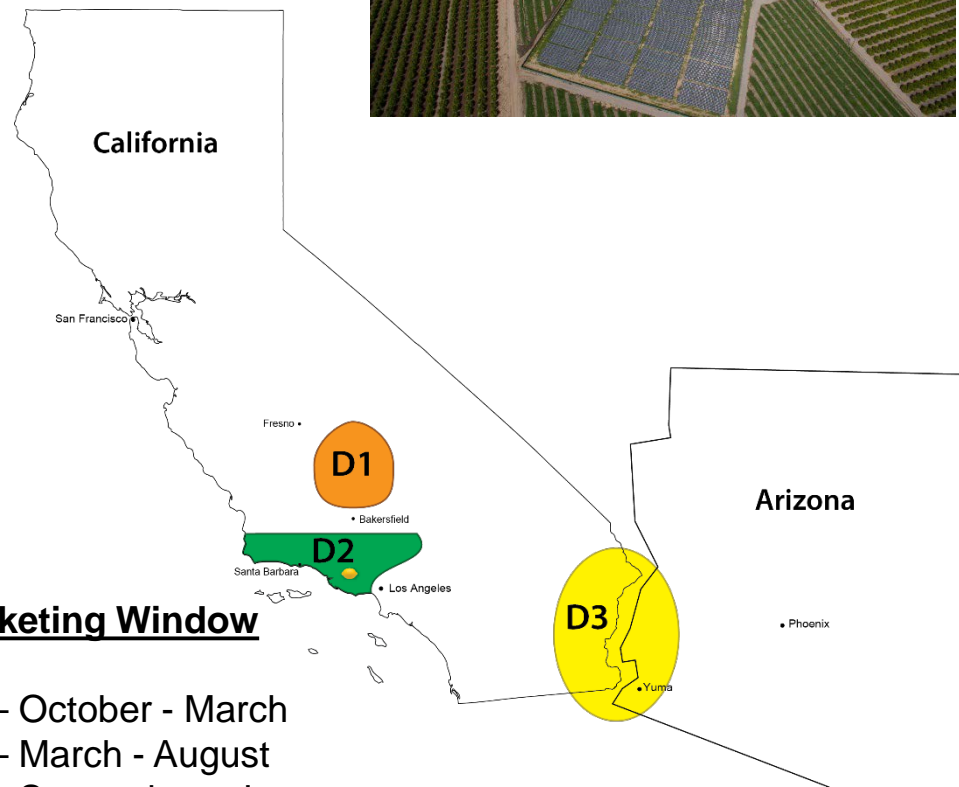 California
San Francisco
Fresno
D1
Bakersfield
Arizona
D2
Santa Barbara
Los Angeles
D3
Phoenix
Yuma
keting Window
– October - March
– March - August